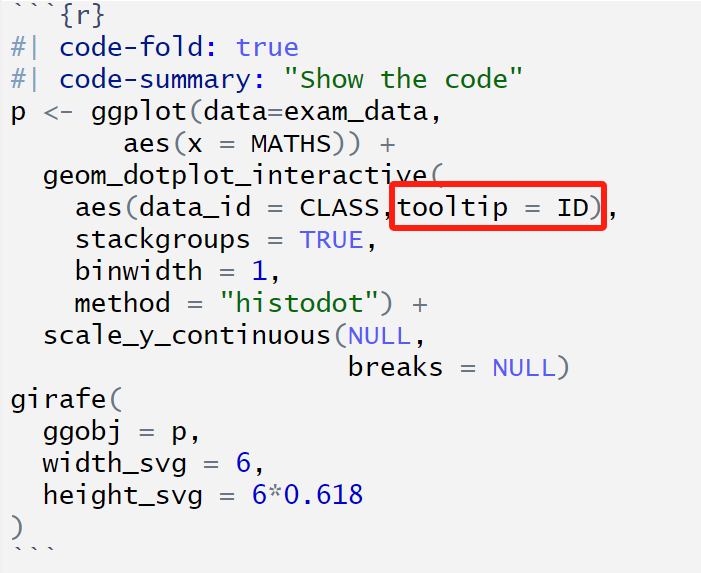 ```{r}
#| code-fold: true
#| code-summary: "Show the code"
p <- ggplot(data=exam_data,
       aes(x = MATHS)) +
  geom_dotplot_interactive(
    aes(data_id = CLASS,tooltip = ID),
    stackgroups = TRUE,
    binwidth = 1,
    method = "histodot") +
  scale_y_continuous(NULL,
                     breaks = NULL)
girafe(
  ggobj = p,
  width_svg = 6,
  height_svg = 6*0.618
)
```